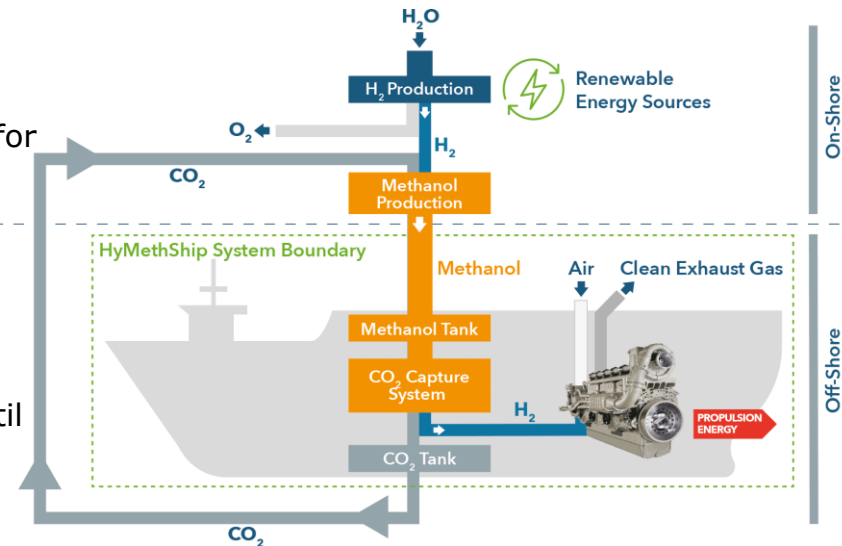 H₂O
H₂ Production
Renewable
Energy Sources
On-Shore
for
O₂
H₂
CO₂
Methanol
Production
HyMethShip System Boundary
Methanol
Air
Clean Exhaust Gas
Methanol Tank
Off-Shore
CO₂ Capture
System
til
H₂
PROPULSION
ENERGY
CO₂ Tank
CO₂